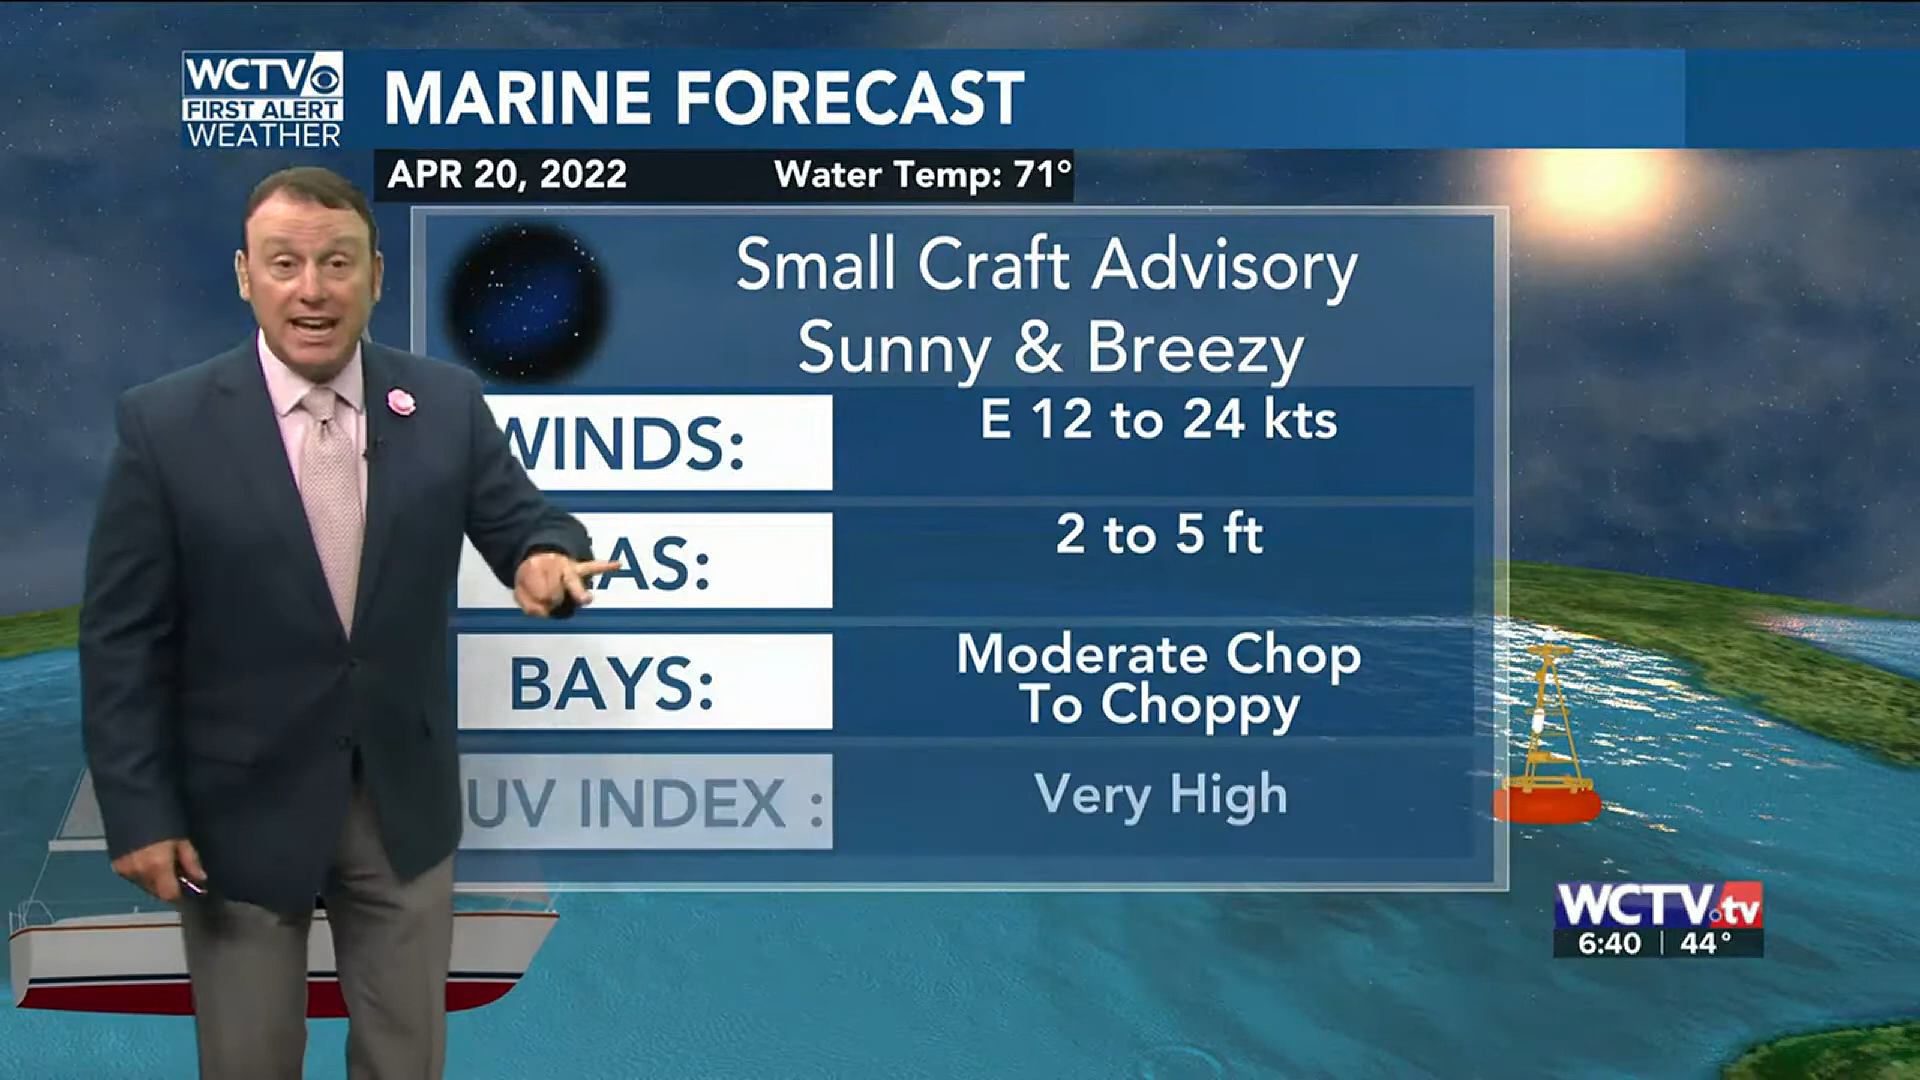 WCTV
FIRST ALERT
WEATHER
MARINE FORECAST
APR 20, 2022 Water Temp: 71°
Small Craft Advisory
Sunny & Breezy
WINDS: E 12 to 24 kts
AS: 2 to 5 ft
BAYS: Moderate Chop
To Choppy
UV INDEX : Very High
WCTV.tv
6:40 | 44°